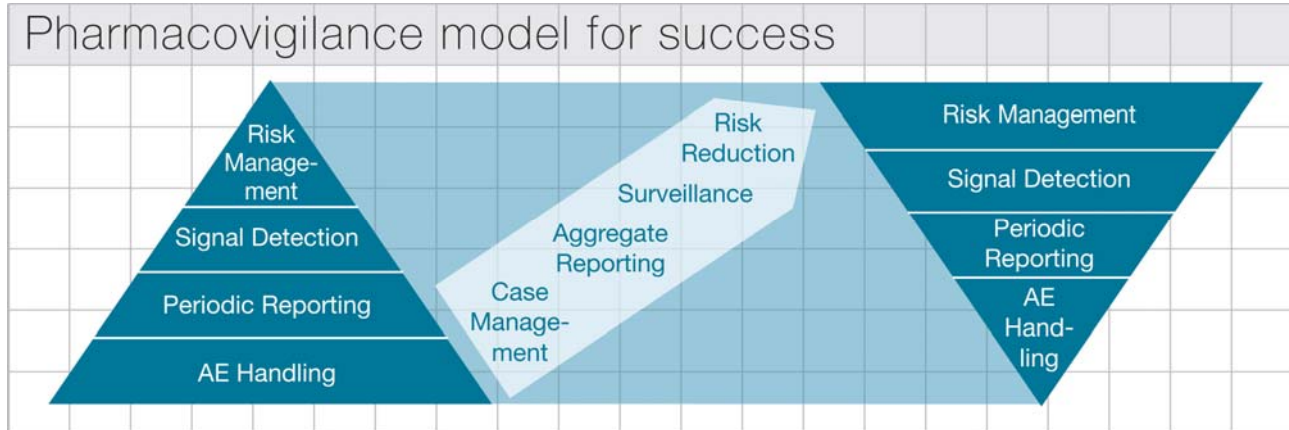 Pharmacovigilance model for success
Risk
Manage-
ment
Signal Detection
Periodic Reporting
AE Handling
Risk
Reduction
Surveillance
Aggregate
Reporting
Case
Manage-
ment
Risk Management
Signal Detection
Periodic
Reporting
AE
Hand-
ling